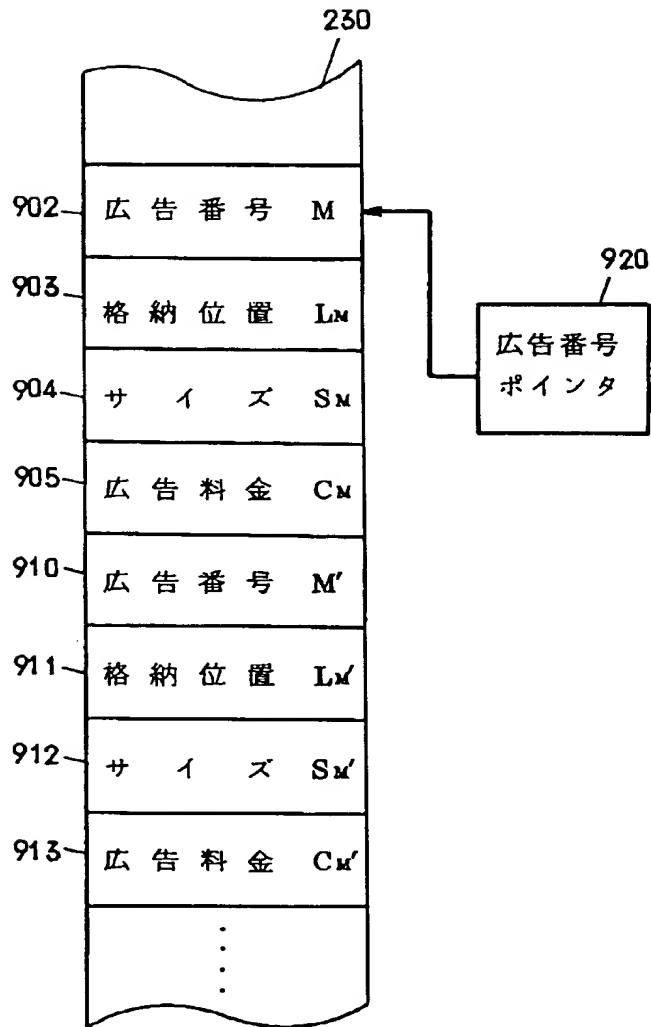 230
902 広告番号 M
903 格納位置 LM
904 サイズ SM
905 広告料金 CM
910 広告番号 M'
911 格納位置 LM'
912 サイズ SM'
913 広告料金 CM'
920
広告番号
ポインタ